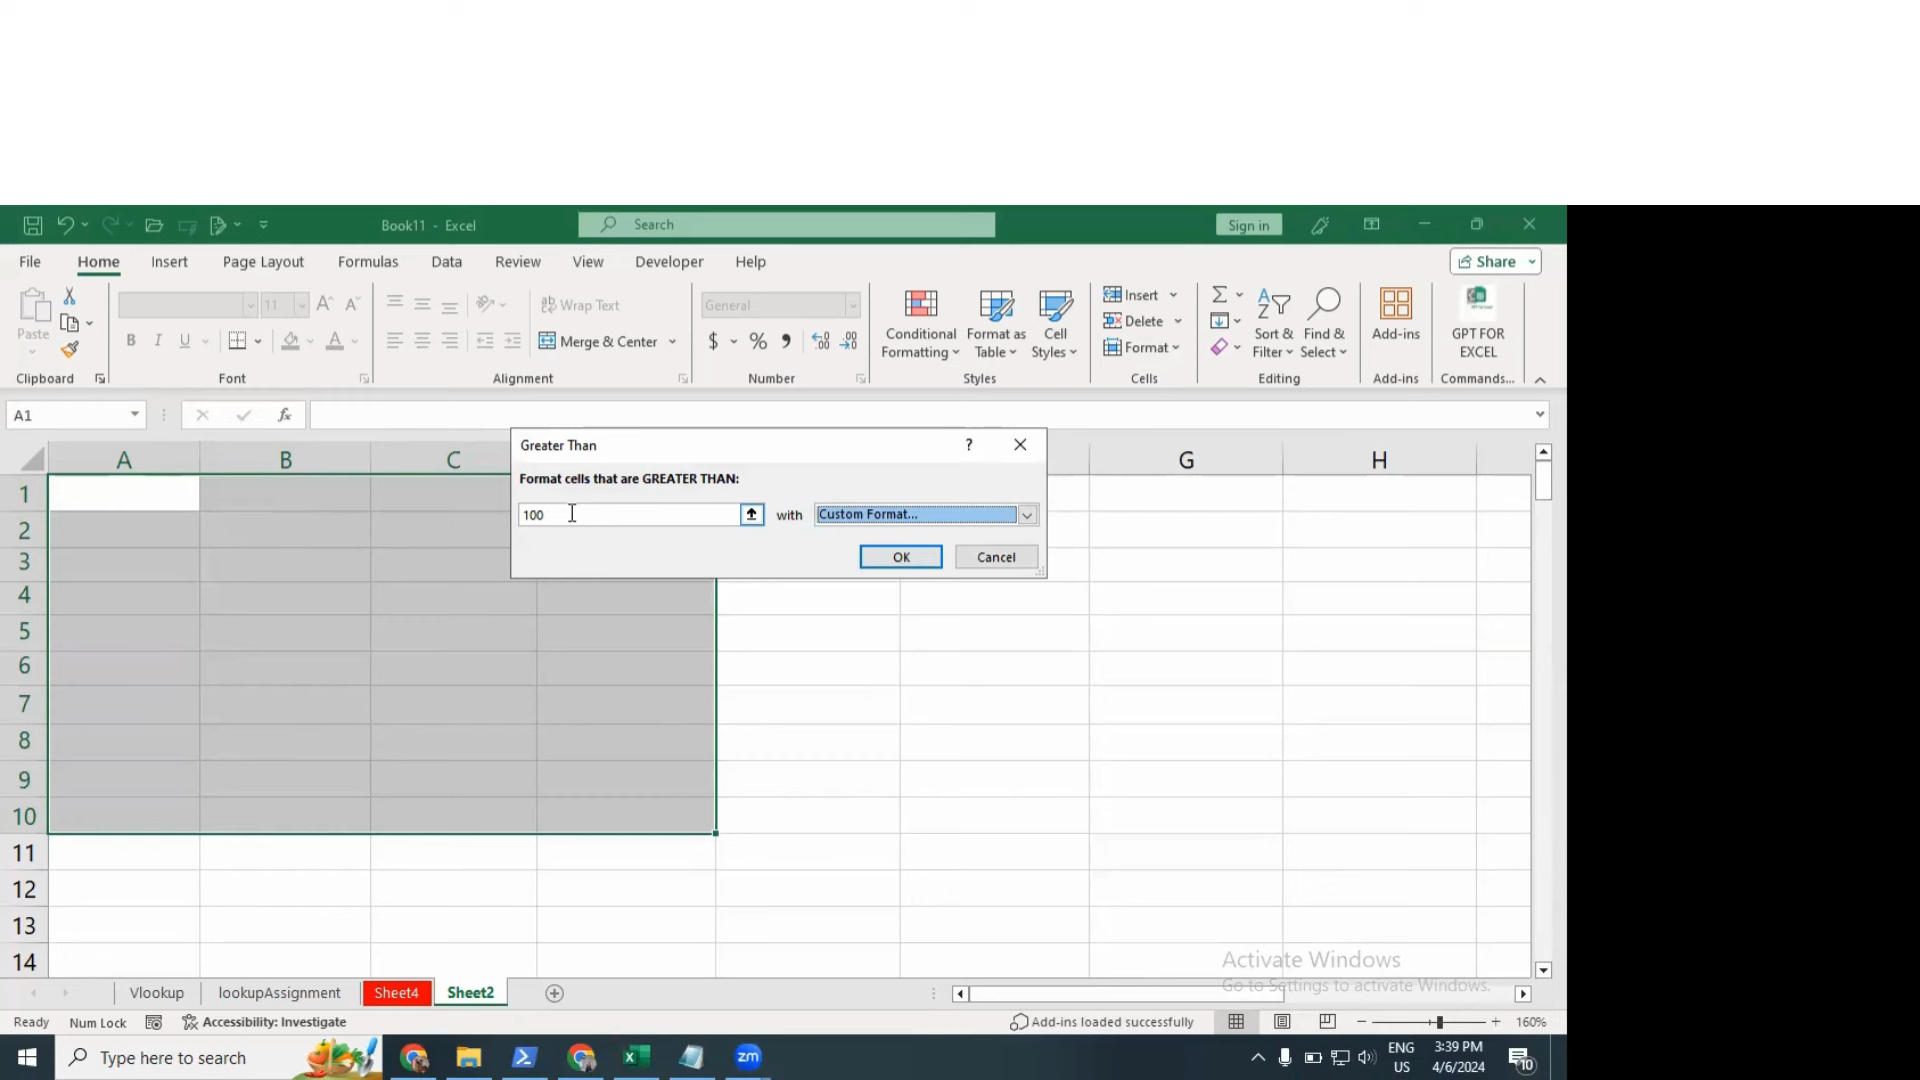 Book11 - Excel
Search
Sign in
File Home Insert Page Layout Formulas Data Review View Developer Help
Share
Paste
11
Wrap Text
General
Merge & Center
$ % ,
B I U
Conditional Formatting
Format as Table
Cell Styles
Insert
Delete
Format
Sort & Filter
Find & Select
Add-ins
GPT FOR EXCEL
Clipboard Font Alignment Number Styles Cells Editing Add-ins Commands...
A1
fx
Greater Than
?
Format cells that are GREATER THAN:
100
with
Custom Format...
OK
Cancel
A B C G H
1
2
3
4
5
6
7
8
9
10
11
12
13
14
Activate Windows
Go to Settings to activate Windows.
Vlookup lookupAssignment Sheet4 Sheet2
Ready Num Lock Accessibility: Investigate
Add-ins loaded successfully
160%
Type here to search
zm
ENG
US
3:39 PM
4/6/2024
10